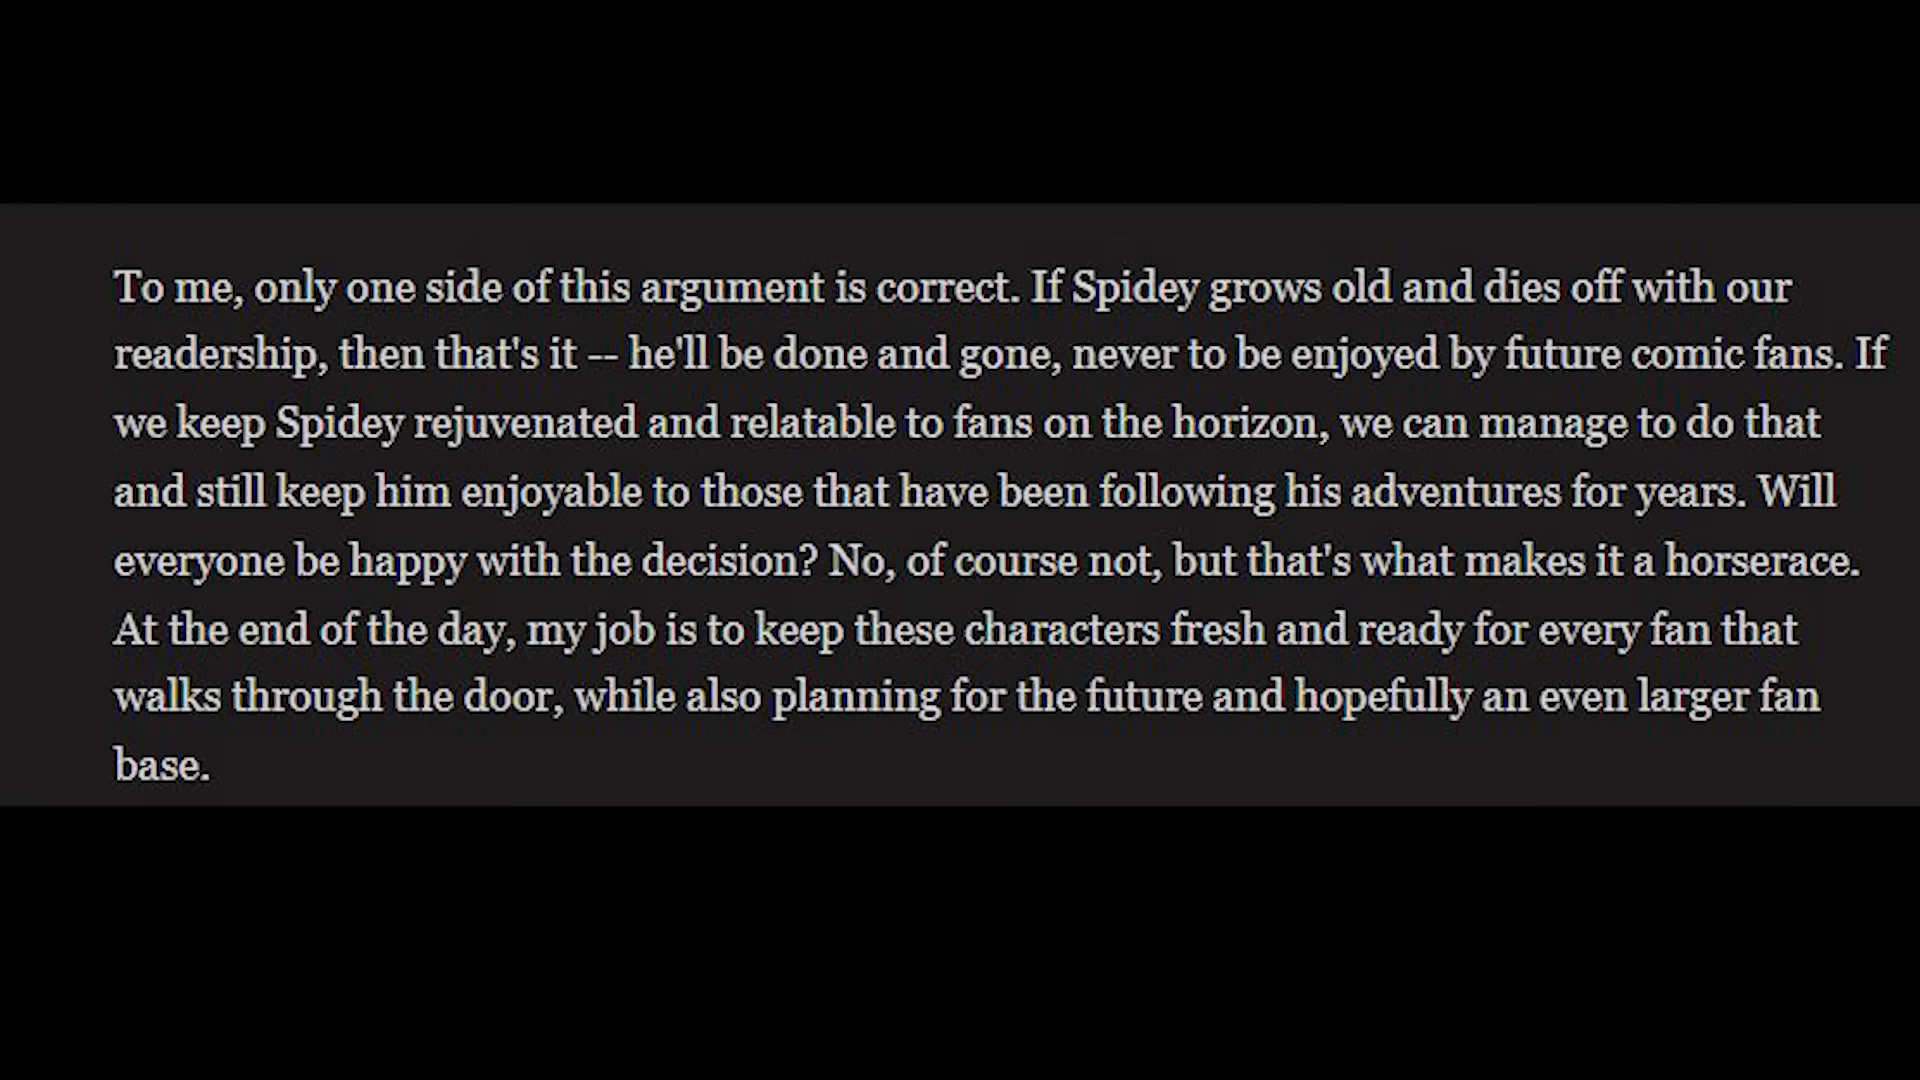 To me, only one side of this argument is correct. If Spidey grows old and dies off with our
readership, then that's it -- he'll be done and gone, never to be enjoyed by future comic fans. If
we keep Spidey rejuvenated and relatable to fans on the horizon, we can manage to do that
and still keep him enjoyable to those that have been following his adventures for years. Will
everyone be happy with the decision? No, of course not, but that's what makes it a horserace.
At the end of the day, my job is to keep these characters fresh and ready for every fan that
walks through the door, while also planning for the future and hopefully an even larger fan
base.